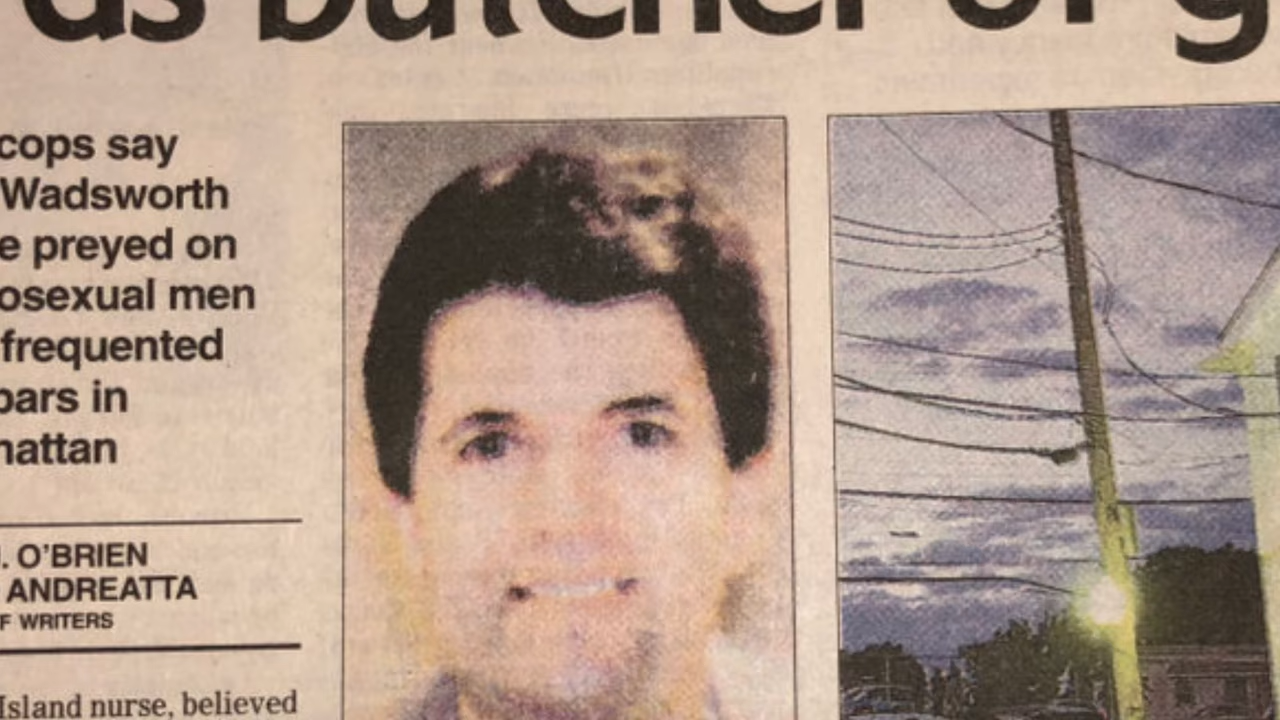 as butcher of g
cops say
Wadsworth
e preyed on
osexual men
frequented
bars in
hattan
J. O'BRIEN
ANDREATTA
F WRITERS
Island nurse, believed